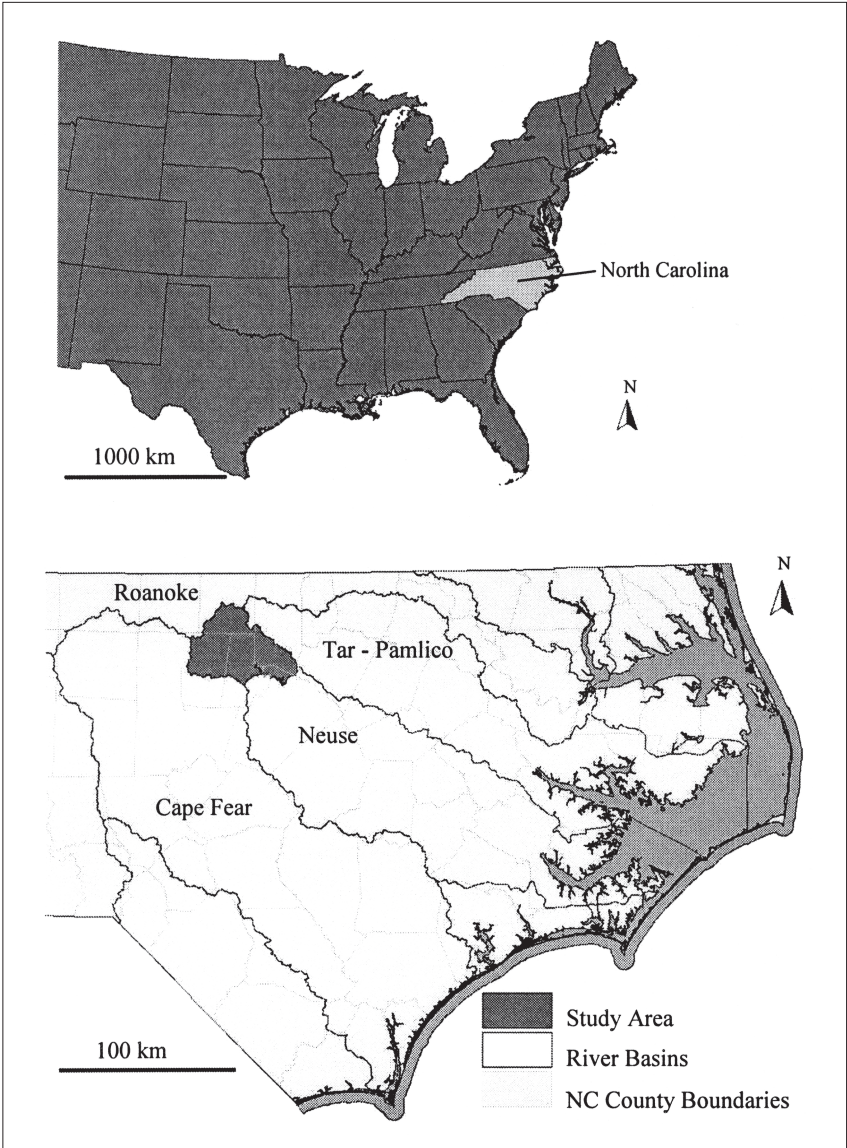 North Carolina
N
1000 km
N
Roanoke
Tar - Pamlico
Neuse
Cape Fear
100 km
Study Area
River Basins
NC County Boundaries